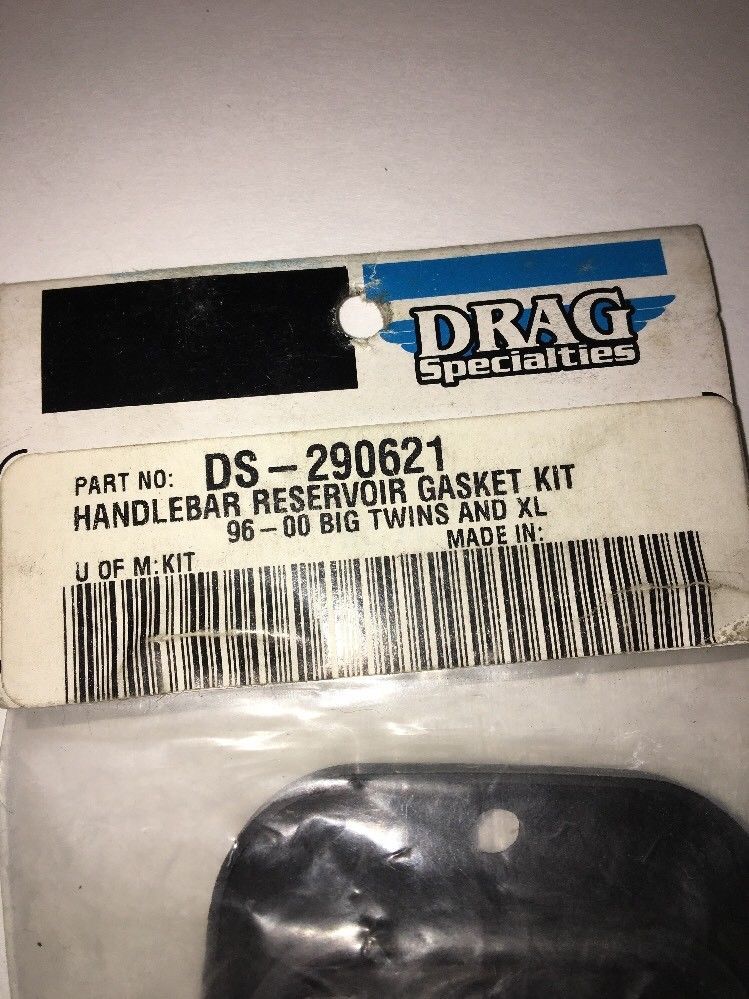 DRAG
Specialties
PART NO: DS-290621
HANDLEBAR RESERVOIR GASKET KIT
96-00 BIG TWINS AND XL
U OF M:KIT MADE IN: